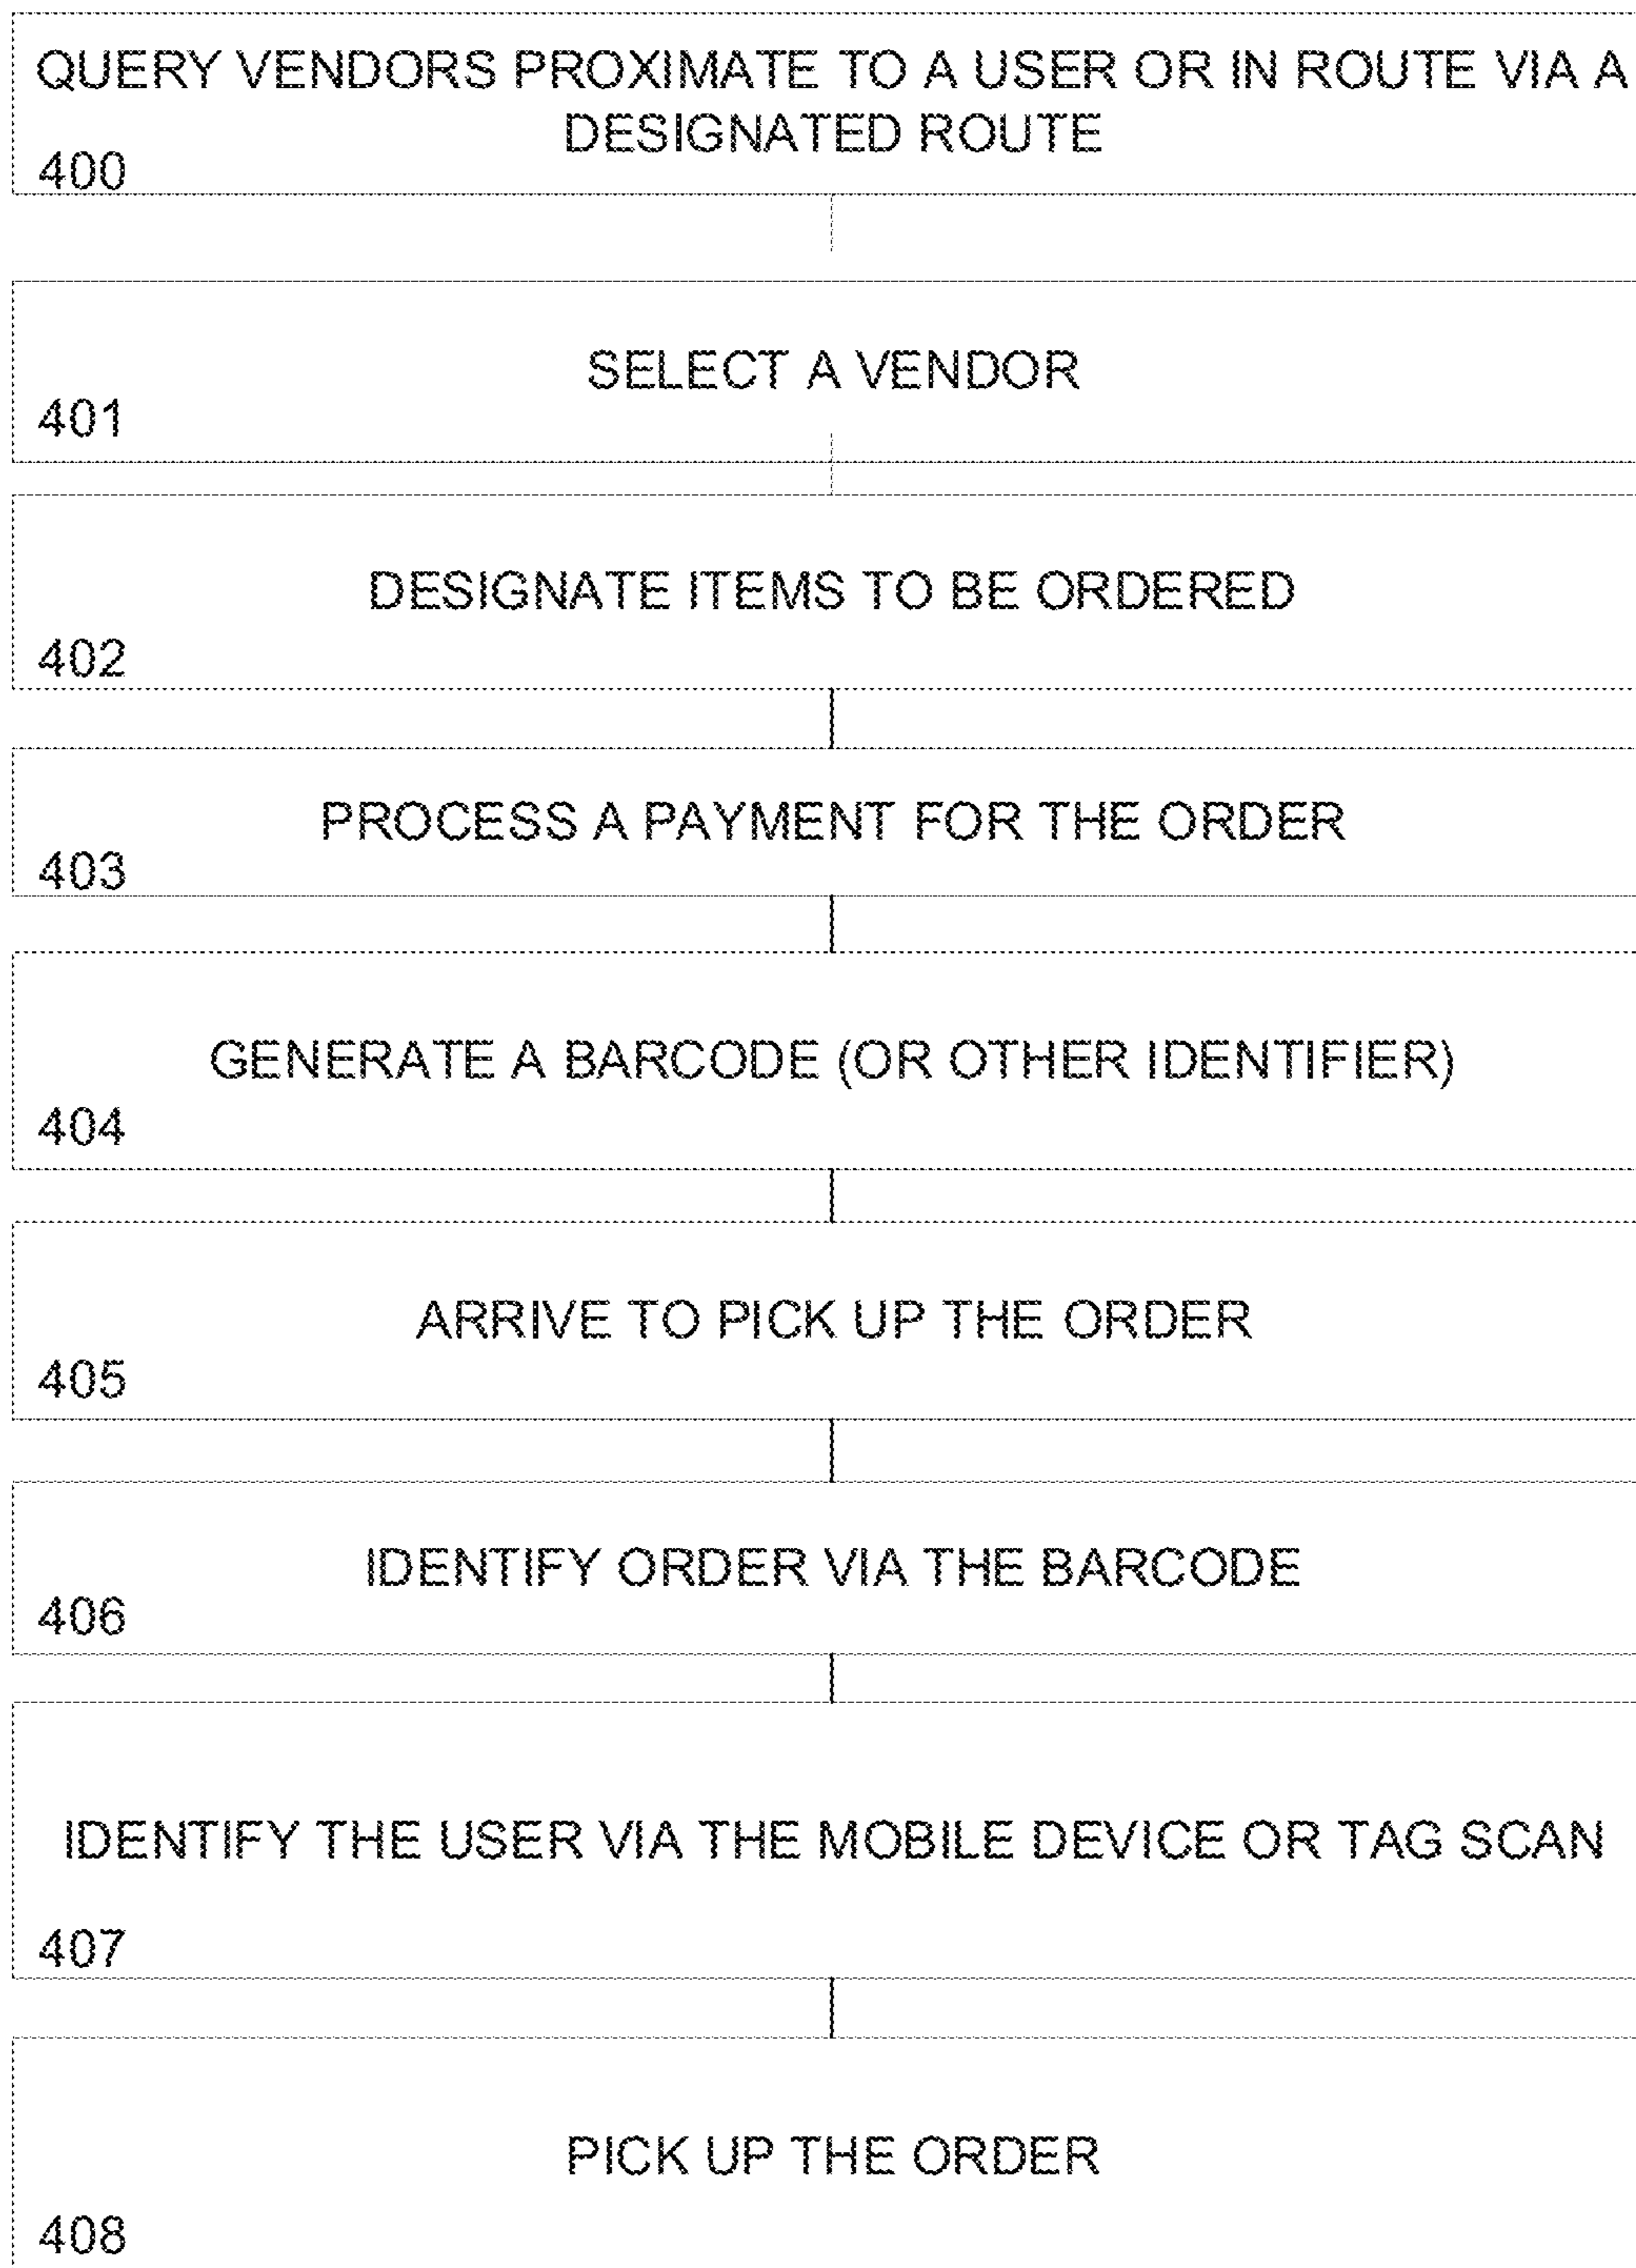 QUERY VENDORS PROXIMATE TO A USER OR IN ROUTE VIA A
DESIGNATED ROUTE
400
SELECT A VENDOR
401
DESIGNATE ITEMS TO BE ORDERED
402
PROCESS A PAYMENT FOR THE ORDER
403
GENERATE A BARCODE (OR OTHER IDENTIFIER)
404
ARRIVE TO PICK UP THE ORDER
405
IDENTIFY ORDER VIA THE BARCODE
406
IDENTIFY THE USER VIA THE MOBILE DEVICE OR TAG SCAN
407
PICK UP THE ORDER
408